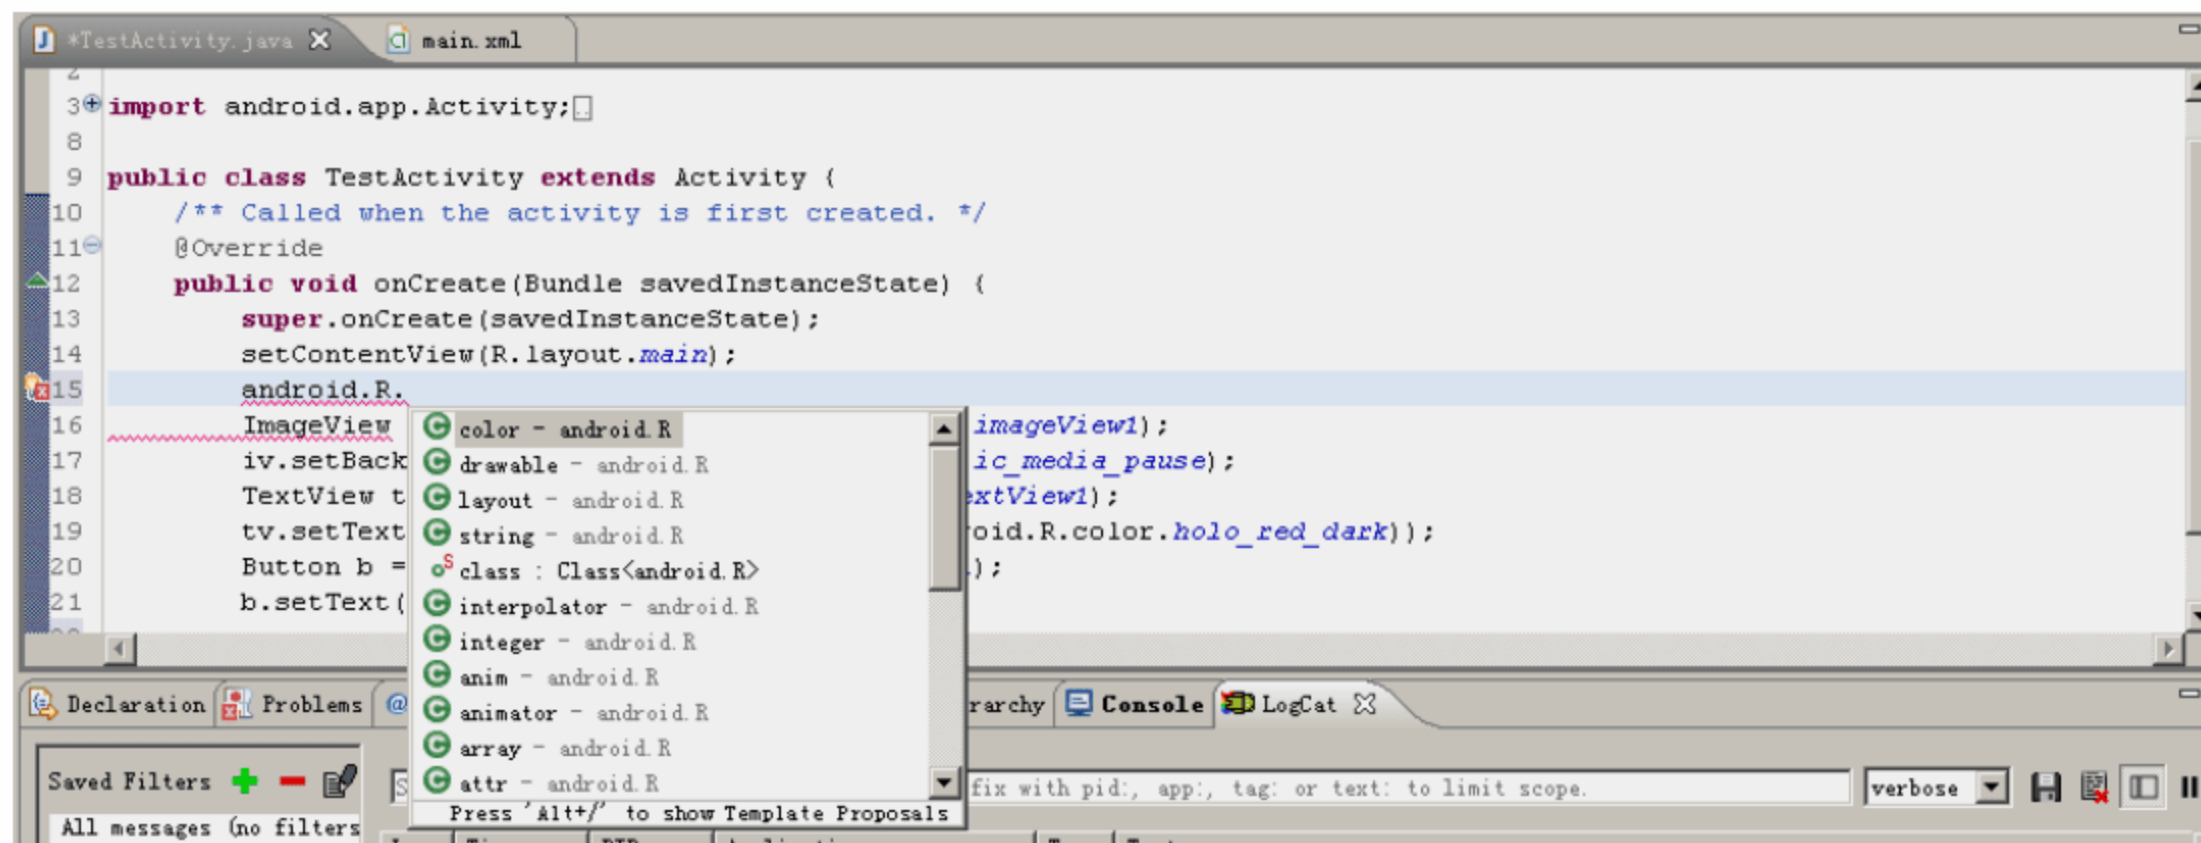 *TestActivity.java main.xml
2
3 import android.app.Activity;
8
9 public class TestActivity extends Activity {
10 /** Called when the activity is first created. */
11 @Override
12 public void onCreate(Bundle savedInstanceState) {
13 super.onCreate(savedInstanceState);
14 setContentView(R.layout.main);
15 android.R.
16 ImageView imageView1);
17 iv.setBack ic_media_pause);
18 TextView t extView1);
19 tv.setText oid.R.color.holo_red_dark));
20 Button b = );
21 b.setText(
color - android.R
drawable - android.R
layout - android.R
string - android.R
class : Class<android.R>
interpolator - android.R
integer - android.R
anim - android.R
animator - android.R
array - android.R
attr - android.R
Press 'Alt+/' to show Template Proposals
Declaration Problems @ rarchy Console LogCat
Saved Filters fix with pid:, app:, tag: or text: to limit scope. verbose
All messages (no filters